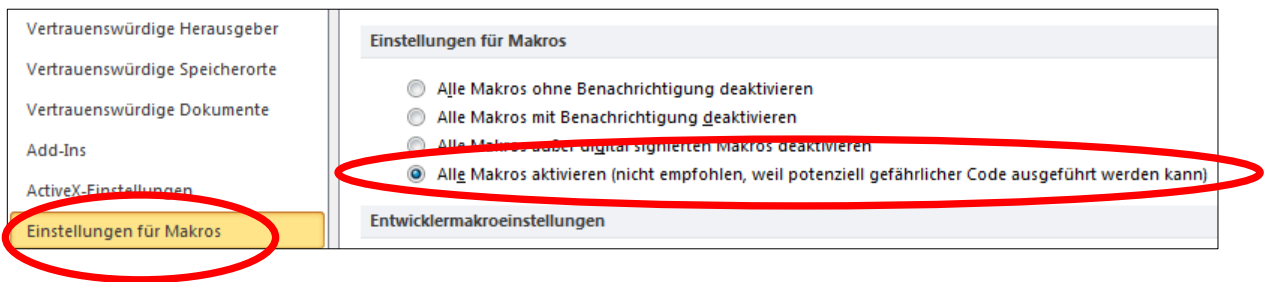 Vertrauenswürdige Herausgeber
Vertrauenswürdige Speicherorte
Vertrauenswürdige Dokumente
Add-Ins
ActiveX-Einstellungen
Einstellungen für Makros
Einstellungen für Makros
Alle Makros ohne Benachrichtigung deaktivieren
Alle Makros mit Benachrichtigung deaktivieren
Alle Makros außer digital signierten Makros deaktivieren
Alle Makros aktivieren (nicht empfohlen, weil potenziell gefährlicher Code ausgeführt werden kann)
Entwicklermakroeinstellungen